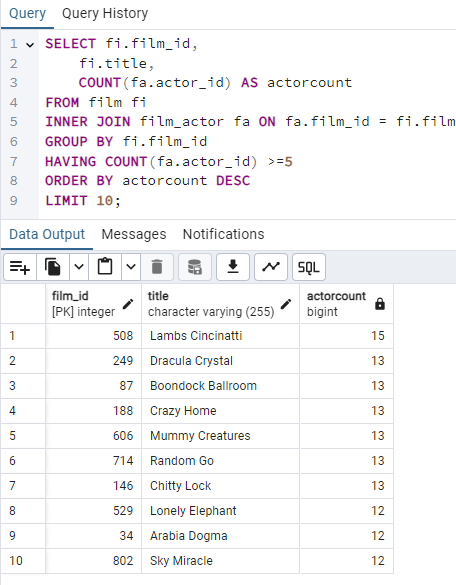 Query Query History
1 SELECT fi.film_id,
2 fi.title,
3 COUNT(fa.actor_id) AS actorcount
4 FROM film fi
5 INNER JOIN film_actor fa ON fa.film_id = fi.film
6 GROUP BY fi.film_id
7 HAVING COUNT(fa.actor_id) >=5
8 ORDER BY actorcount DESC
9 LIMIT 10;
Data Output Messages Notifications
SQL
film_id title actorcount
[PK] integer character varying (255) bigint
1 508 Lambs Cincinatti 15
2 249 Dracula Crystal 13
3 87 Boondock Ballroom 13
4 188 Crazy Home 13
5 606 Mummy Creatures 13
6 714 Random Go 13
7 146 Chitty Lock 13
8 529 Lonely Elephant 12
9 34 Arabia Dogma 12
10 802 Sky Miracle 12